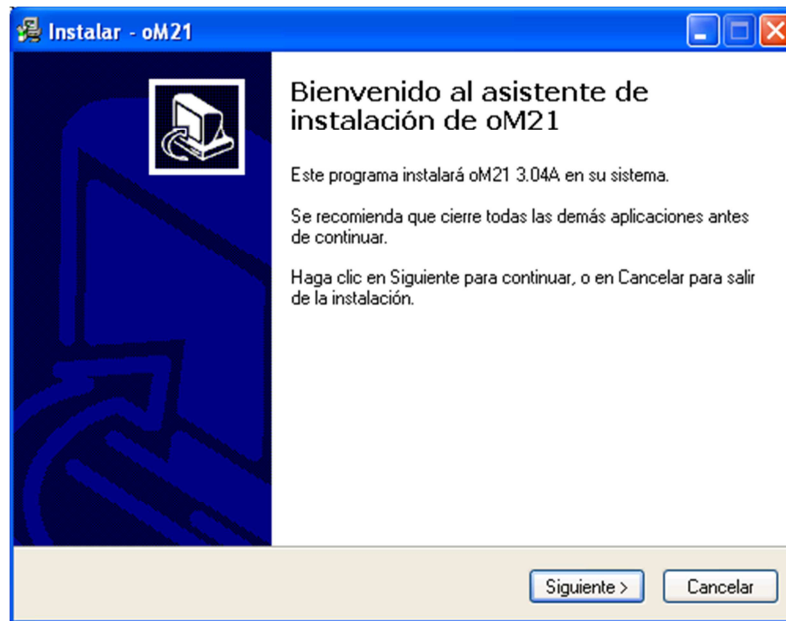 Instalar - oM21
Bienvenido al asistente de
instalación de oM21
Este programa instalará oM21 3.04A en su sistema.
Se recomienda que cierre todas las demás aplicaciones antes
de continuar.
Haga clic en Siguiente para continuar, o en Cancelar para salir
de la instalación.
Siguiente >
Cancelar